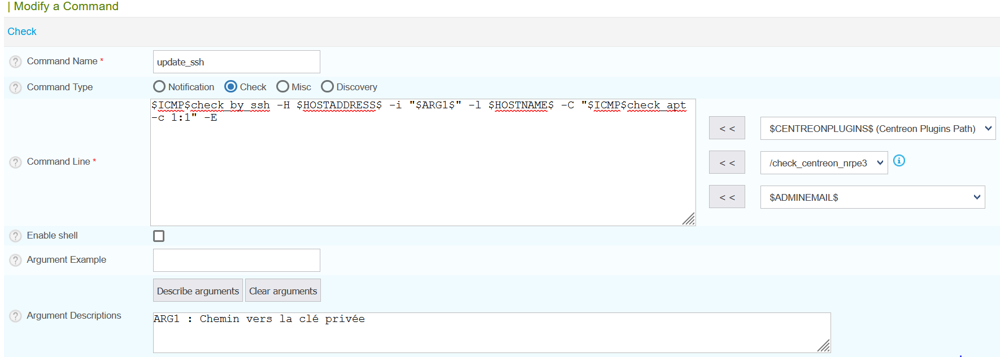 | Modify a Command
Check
? Command Name *
update_ssh
? Command Type
Notification Check Misc Discovery
? Command Line *
$ICMP$check_by_ssh -H $HOSTADDRESS$ -i "$ARG1$" -l $HOSTNAME$ -C "$ICMP$check_apt
-c 1:1" -E
< < $CENTREONPLUGINS$ (Centreon Plugins Path)
< < /check_centreon_nrpe3 i
< < $ADMINEMAIL$
? Enable shell
? Argument Example
Describe arguments Clear arguments
? Argument Descriptions
ARG1 : Chemin vers la clé privée